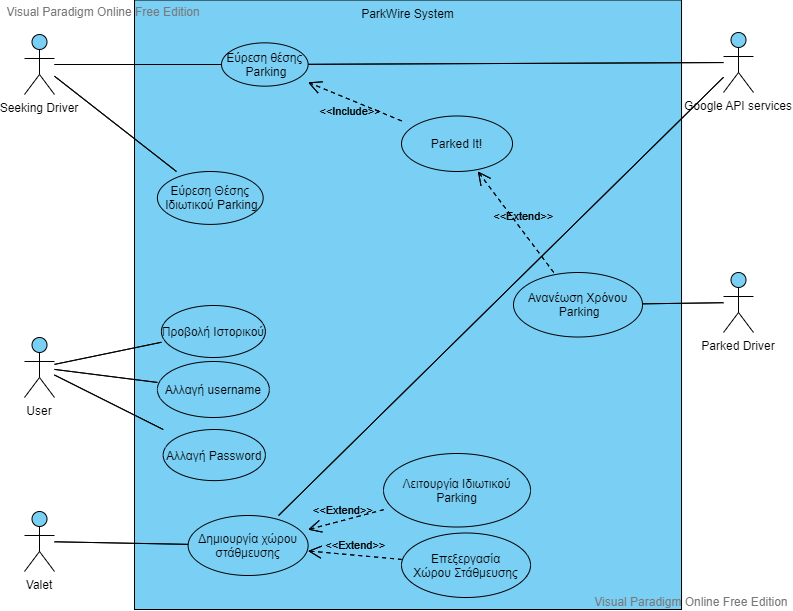 Visual Paradigm Online Free Edition
ParkWire System
Εύρεση θέσης
Parking
Seeking Driver
Google API services
<<Include>>
Parked It!
Εύρεση Θέσης
Ιδιωτικού Parking
<<Extend>>
Ανανέωση Χρόνου
Parking
Parked Driver
Προβολή Ιστορικού
Αλλαγή username
User
Αλλαγή Password
Λειτουργία Ιδιωτικού
Parking
<<Extend>>
Δημιουργία χώρου
στάθμευσης
<<Extend>>
Επεξεργασία
Χώρου Στάθμευσης
Valet
Visual Paradigm Online Free Edition